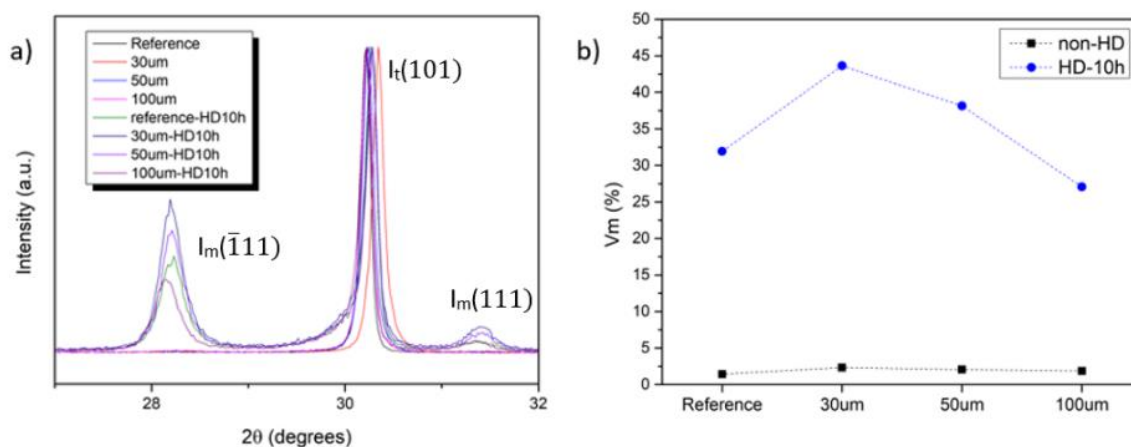 a)
Reference
30um
50um
100um
reference-HD10h
30um-HD10h
50um-HD10h
100um-HD10h
Iₜ(101)
Iₘ(1̅11)
Iₘ(111)
Intensity (a.u.)
28
30
32
2θ (degrees)
b)
non-HD
HD-10h
Vm (%)
50
45
40
35
30
25
20
15
10
5
0
Reference
30um
50um
100um